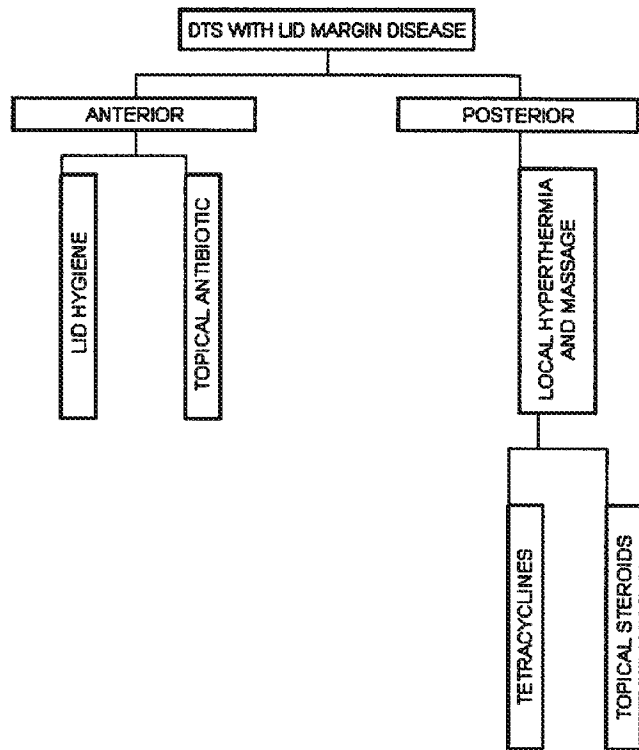 DTS WITH LID MARGIN DISEASE
ANTERIOR
POSTERIOR
LID HYGIENE
TOPICAL ANTIBIOTIC
LOCAL HYPERTHERMIA
AND MASSAGE
TETRACYCLINES
TOPICAL STEROIDS